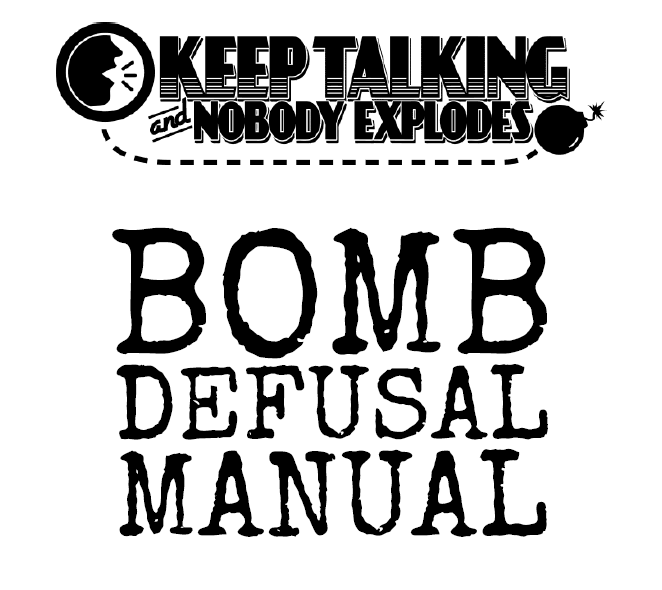 KEEP TALKING
and NOBODY EXPLODES
BOMB
DEFUSAL
MANUAL